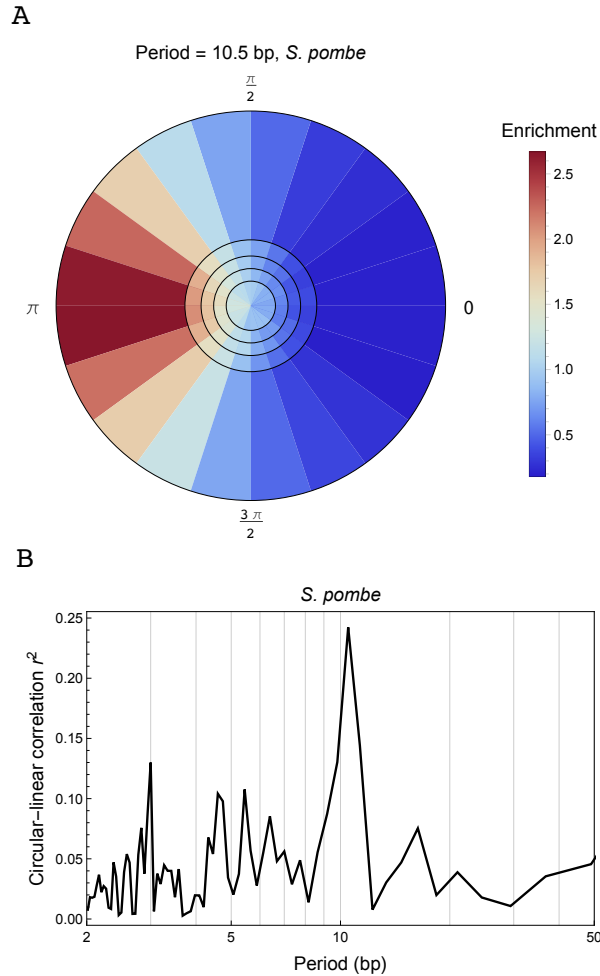 A
Period = 10.5 bp, S. pombe
π
2
Enrichment
2.5
2.0
π
0
1.5
1.0
0.5
3 π
2
B
S. pombe
0.25
0.20
0.15
0.10
0.05
0.00
Circular-linear correlation r²
2
5
10
50
Period (bp)